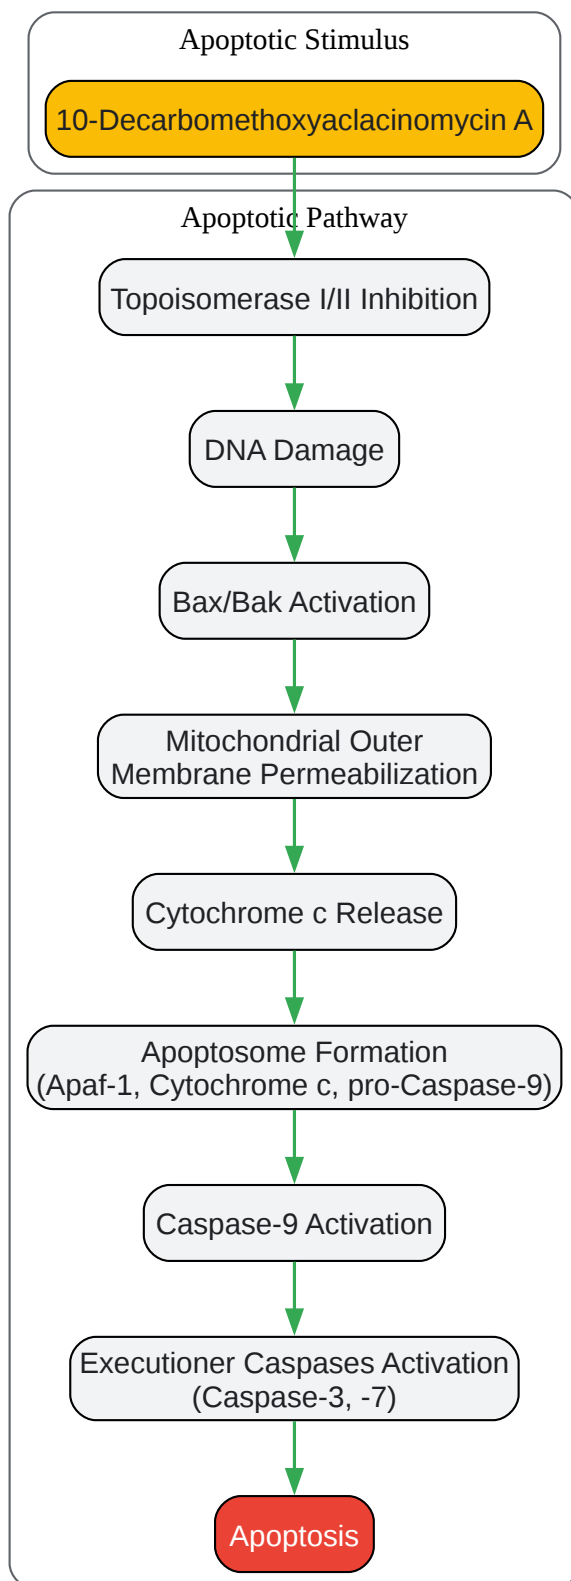 Apoptotic Stimulus
10-Decarbomethoxyaclacinomycin A
Apoptotic Pathway
Topoisomerase I/II Inhibition
DNA Damage
Bax/Bak Activation
Mitochondrial Outer
Membrane Permeabilization
Cytochrome c Release
Apoptosome Formation
(Apaf-1, Cytochrome c, pro-Caspase-9)
Caspase-9 Activation
Executioner Caspases Activation
(Caspase-3, -7)
Apoptosis